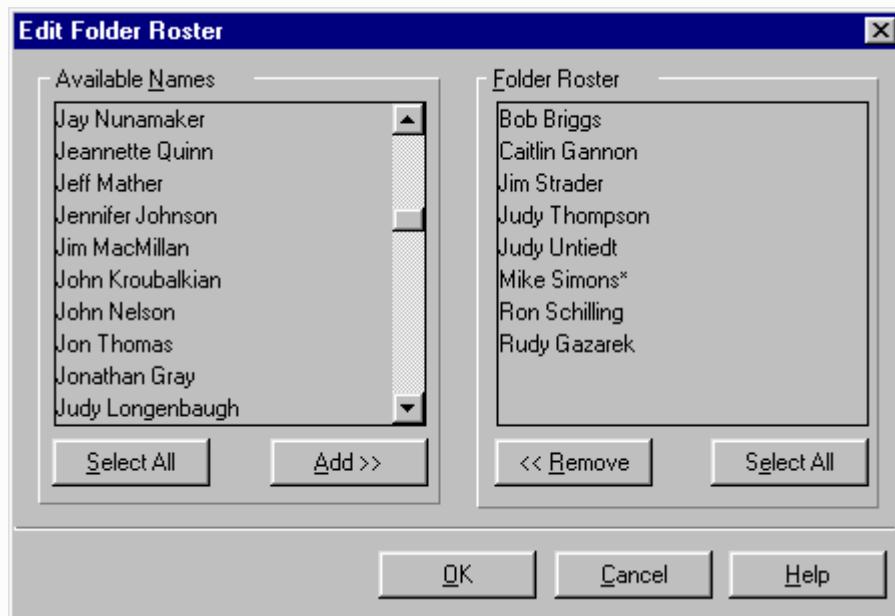 Edit Folder Roster
Available Names
Jay Nunamaker
Jeannette Quinn
Jeff Mather
Jennifer Johnson
Jim MacMillan
John Kroubalkian
John Nelson
Jon Thomas
Jonathan Gray
Judy Longenbaugh
Select All
Add >>
Folder Roster
Bob Briggs
Caitlin Gannon
Jim Strader
Judy Thompson
Judy Untiedt
Mike Simons*
Ron Schilling
Rudy Gazarek
<< Remove
Select All
OK
Cancel
Help